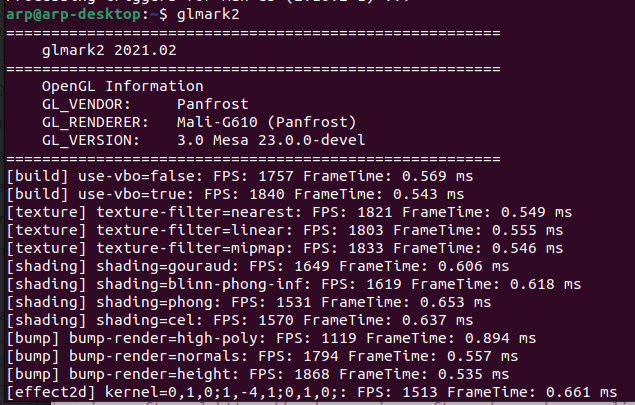 arp@arp-desktop:~$ glmark2
=======================================================
    glmark2 2021.02
=======================================================
    OpenGL Information
    GL_VENDOR:     Panfrost
    GL_RENDERER:   Mali-G610 (Panfrost)
    GL_VERSION:    3.0 Mesa 23.0.0-devel
=======================================================
[build] use-vbo=false: FPS: 1757 FrameTime: 0.569 ms
[build] use-vbo=true: FPS: 1840 FrameTime: 0.543 ms
[texture] texture-filter=nearest: FPS: 1821 FrameTime: 0.549 ms
[texture] texture-filter=linear: FPS: 1803 FrameTime: 0.555 ms
[texture] texture-filter=mipmap: FPS: 1833 FrameTime: 0.546 ms
[shading] shading=gouraud: FPS: 1649 FrameTime: 0.606 ms
[shading] shading=blinn-phong-inf: FPS: 1619 FrameTime: 0.618 ms
[shading] shading=phong: FPS: 1531 FrameTime: 0.653 ms
[shading] shading=cel: FPS: 1570 FrameTime: 0.637 ms
[bump] bump-render=high-poly: FPS: 1119 FrameTime: 0.894 ms
[bump] bump-render=normals: FPS: 1794 FrameTime: 0.557 ms
[bump] bump-render=height: FPS: 1868 FrameTime: 0.535 ms
[effect2d] kernel=0,1,0;1,-4,1;0,1,0;: FPS: 1513 FrameTime: 0.661 ms